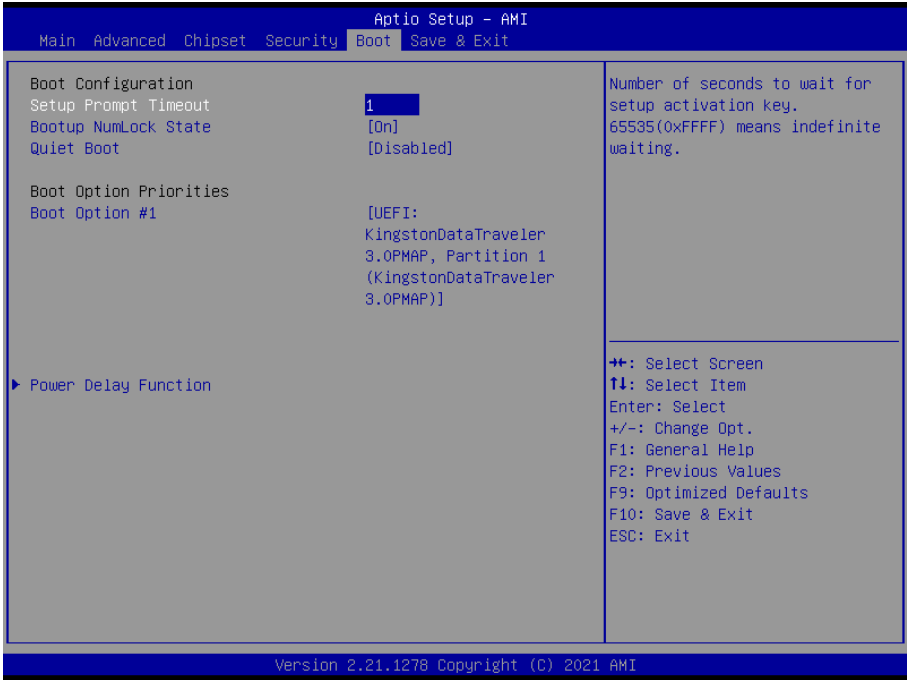 Aptio Setup – AMI
Main Advanced Chipset Security Boot Save & Exit
Boot Configuration
Setup Prompt Timeout 1
Bootup NumLock State [On]
Quiet Boot [Disabled]
Boot Option Priorities
Boot Option #1 [UEFI:
KingstonDataTraveler
3.0PMAP, Partition 1
(KingstonDataTraveler
3.0PMAP)]
Power Delay Function
Number of seconds to wait for
setup activation key.
65535(0xFFFF) means indefinite
waiting.
→←: Select Screen
↑↓: Select Item
Enter: Select
+/-: Change Opt.
F1: General Help
F2: Previous Values
F9: Optimized Defaults
F10: Save & Exit
ESC: Exit
Version 2.21.1278 Copyright (C) 2021 AMI